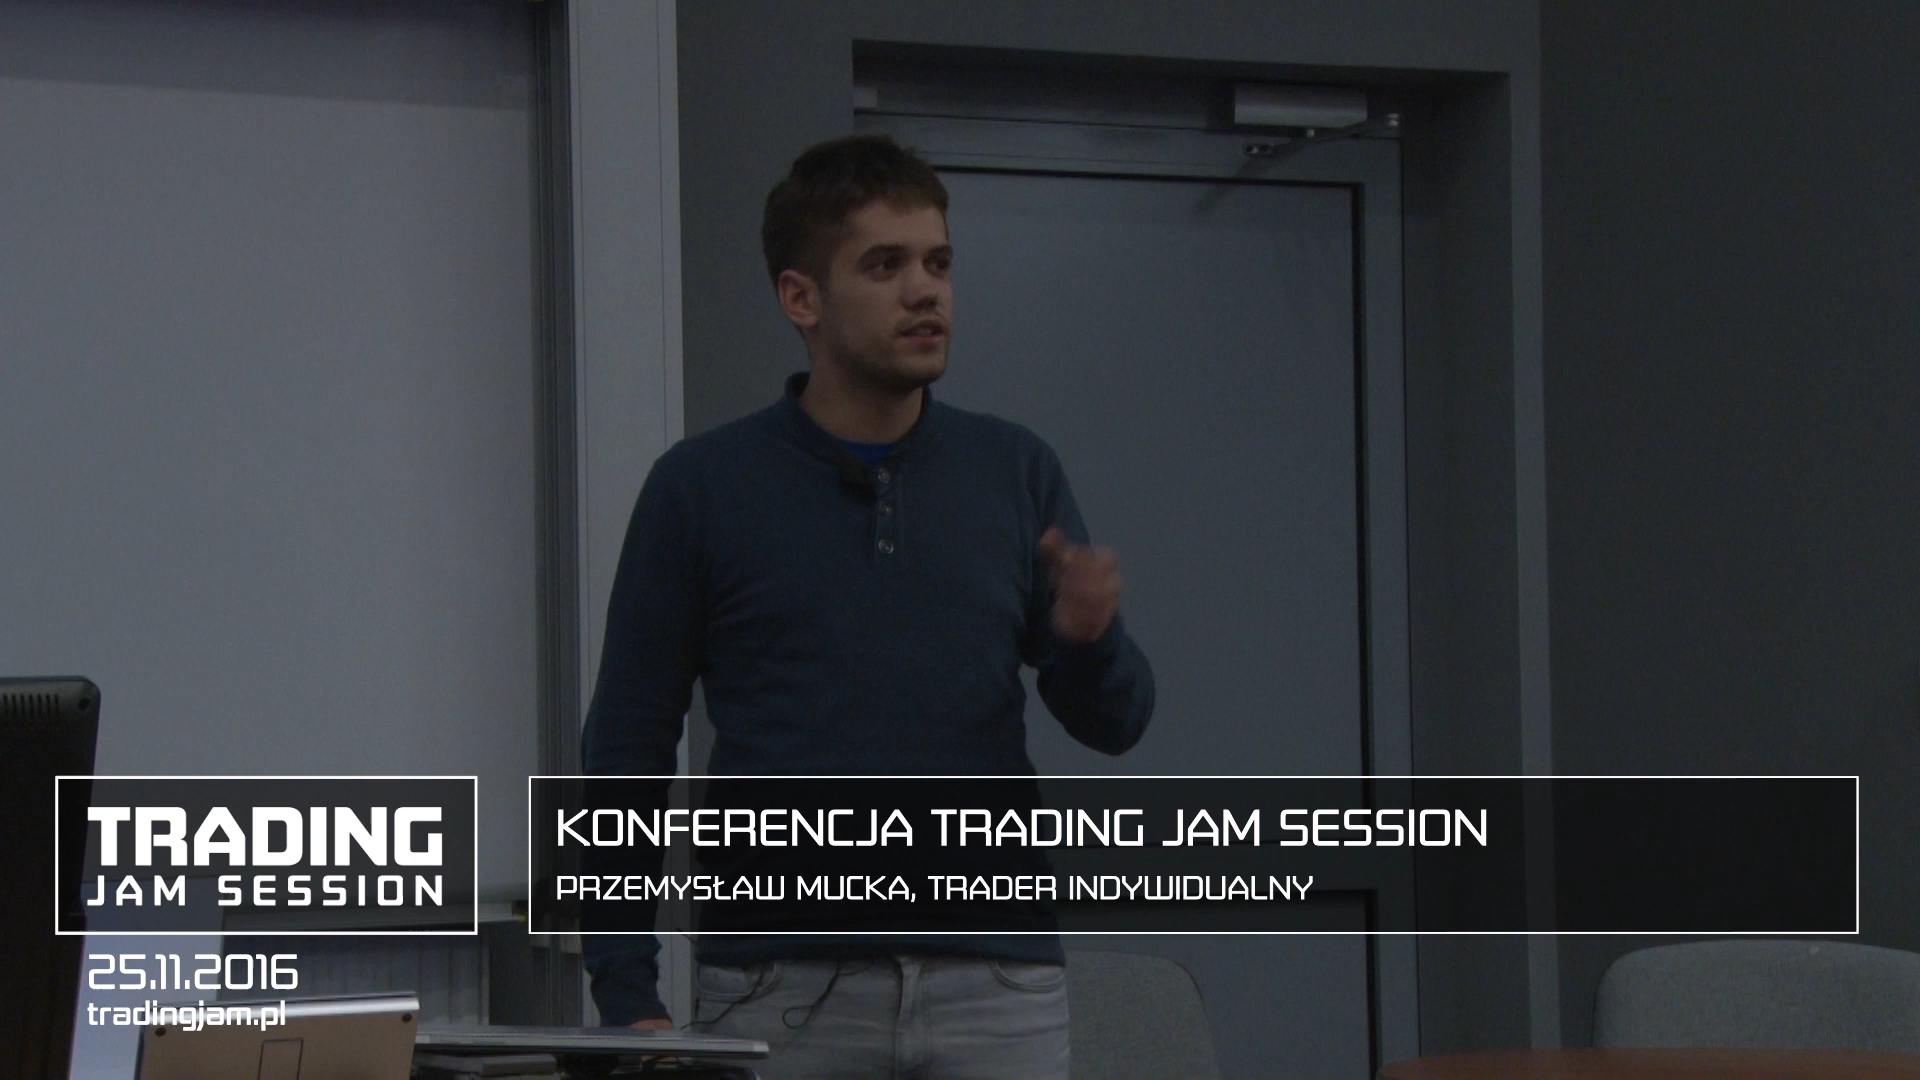 TRADING
JAM SESSION
KONFERENCJA TRADING JAM SESSION
PRZEMYSŁAW MUCKA, TRADER INDYWIDUALNY
25.11.2016
tradingjam.pl